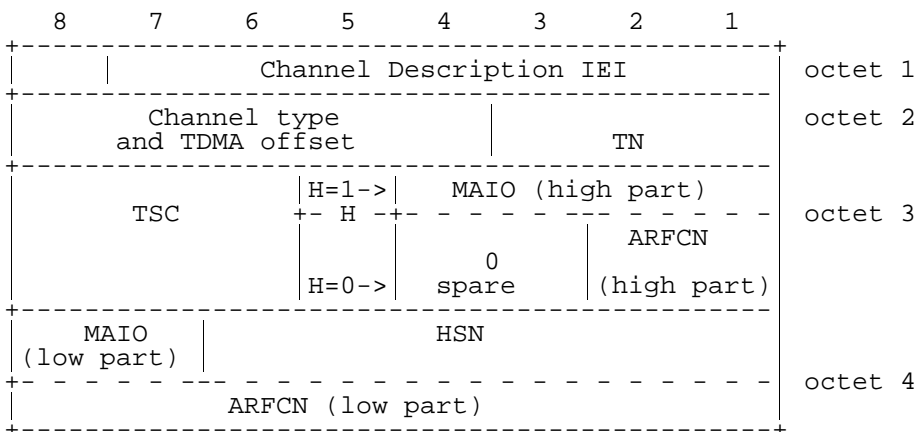 8 7 6 5 4 3 2 1
Channel Description IEI octet 1
Channel type octet 2
and TDMA offset TN
H=1-> MAIO (high part)
TSC H octet 3
ARFCN
0
H=0-> spare (high part)
MAIO HSN
(low part)
octet 4
ARFCN (low part)